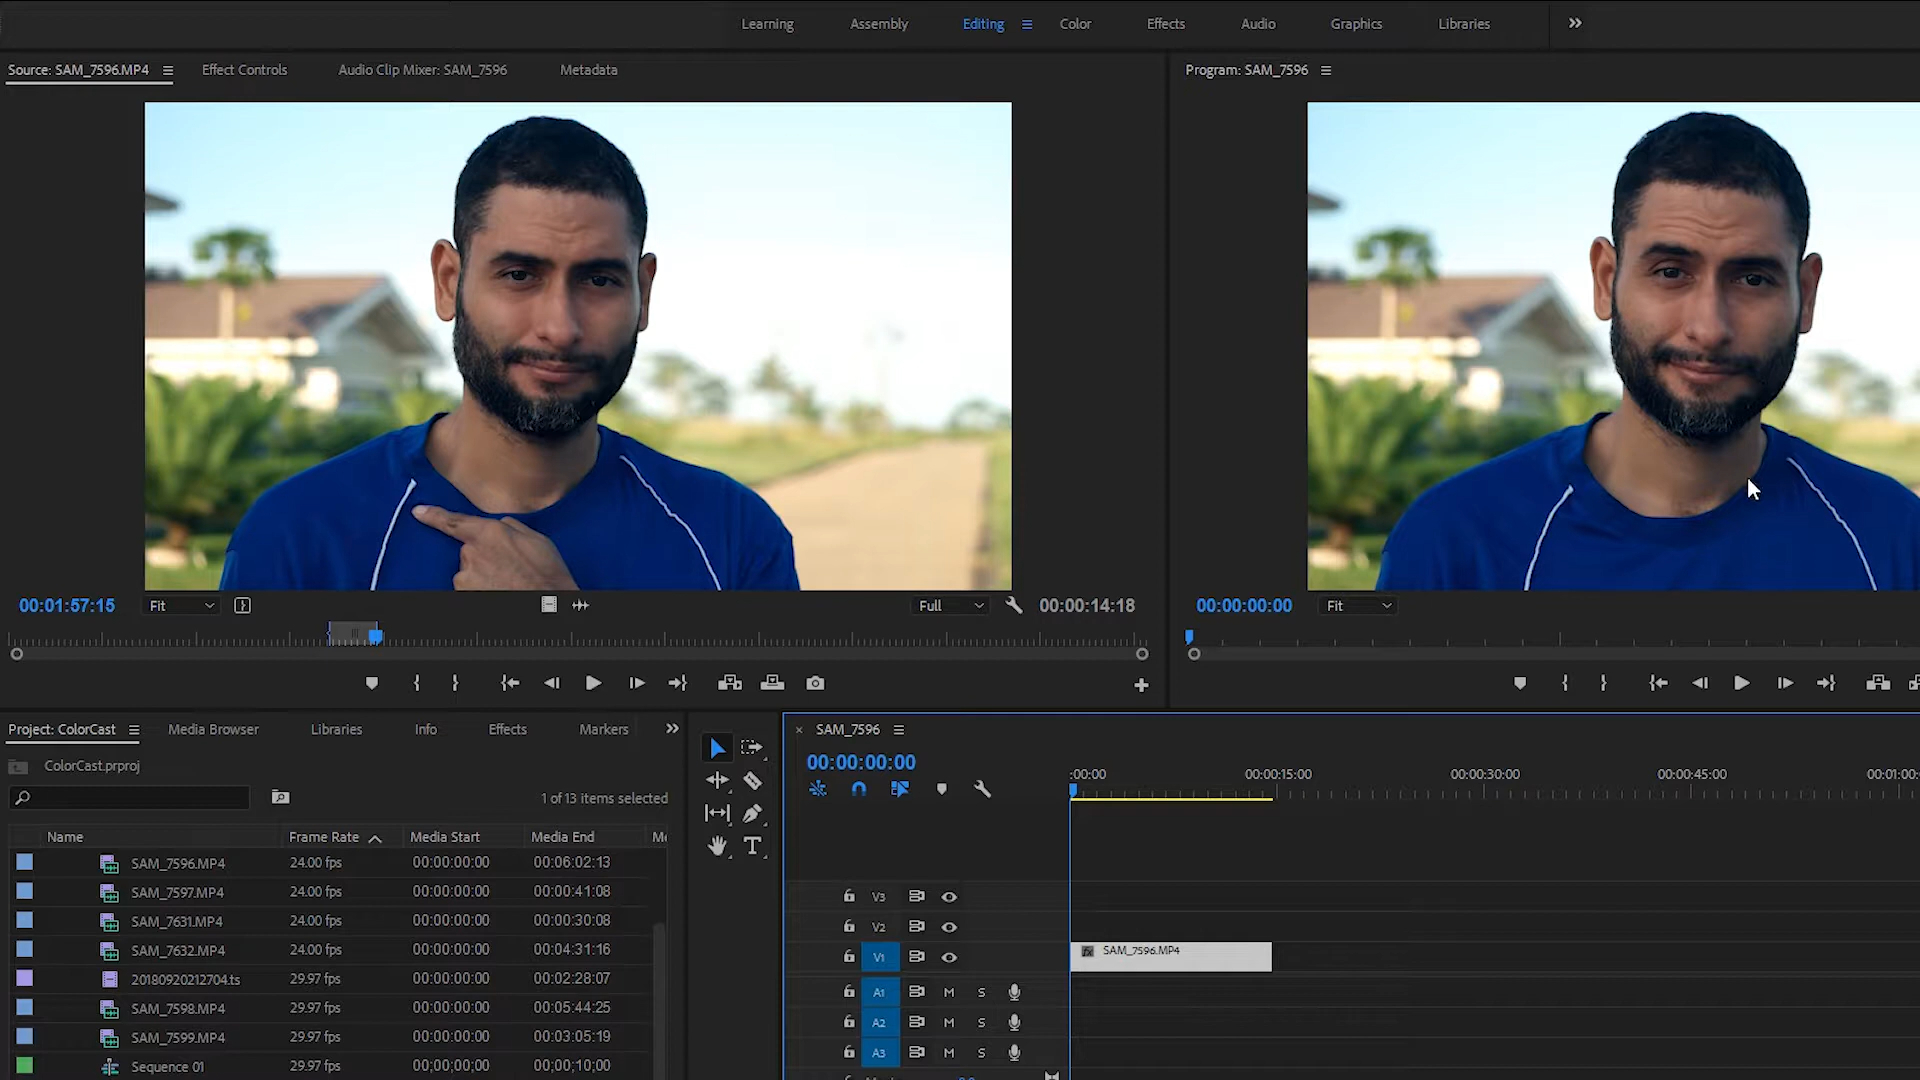 Learning Assembly Editing Color Effects Audio Graphics Libraries
Source: SAM_7596.MP4 Effect Controls Audio Clip Mixer: SAM_7596 Metadata
Program: SAM_7596
00:01:57:15 Fit Full 00:00:14:18
00:00:00:00 Fit
Project: ColorCast Media Browser Libraries Info Effects Markers
ColorCast.prproj
1 of 13 items selected
Name Frame Rate Media Start Media End
SAM_7596.MP4 24.00 fps 00:00:00:00 00:06:02:13
SAM_7597.MP4 24.00 fps 00:00:00:00 00:00:41:08
SAM_7631.MP4 24.00 fps 00:00:00:00 00:00:30:08
SAM_7632.MP4 24.00 fps 00:00:00:00 00:04:31:16
20180920212704.ts 29.97 fps 00:00:00:00 00:02:28:07
SAM_7598.MP4 29.97 fps 00:00:00:00 00:05:44:25
SAM_7599.MP4 29.97 fps 00:00:00:00 00:03:05:19
Sequence 01 29.97 fps 00;00;00;00 00;00;10;00
T
SAM_7596
00:00:00:00
:00:00 00:00:15:00 00:00:30:00 00:00:45:00 00:01:00
V3
V2
V1 fx SAM_7596.MP4
A1 M S
A2 M S
A3 M S